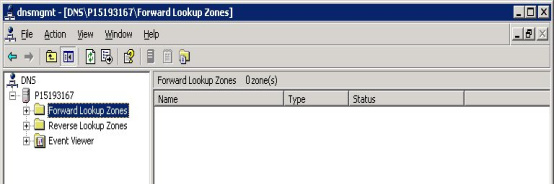 dnsmgmt - [DNS\P15193167\Forward Lookup Zones]
File Action View Window Help
DNS
P15193167
Forward Lookup Zones
Reverse Lookup Zones
Event Viewer
Forward Lookup Zones 0 zone(s)
Name Type Status